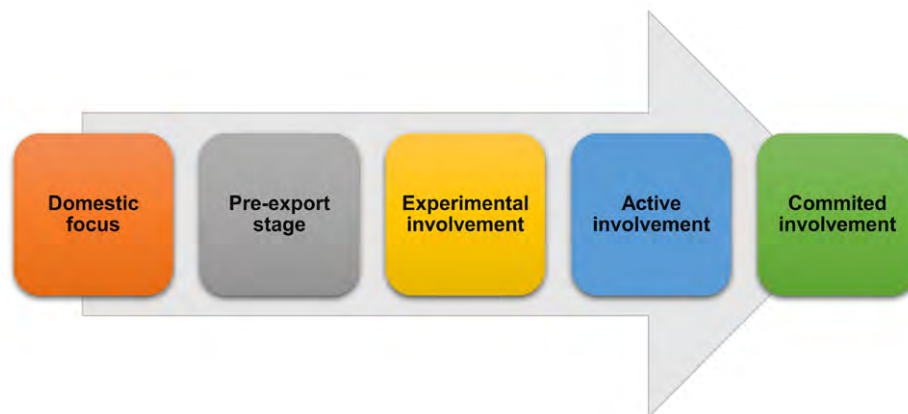 Domestic
focus
Pre-export
stage
Experimental
involvement
Active
involvement
Commited
involvement